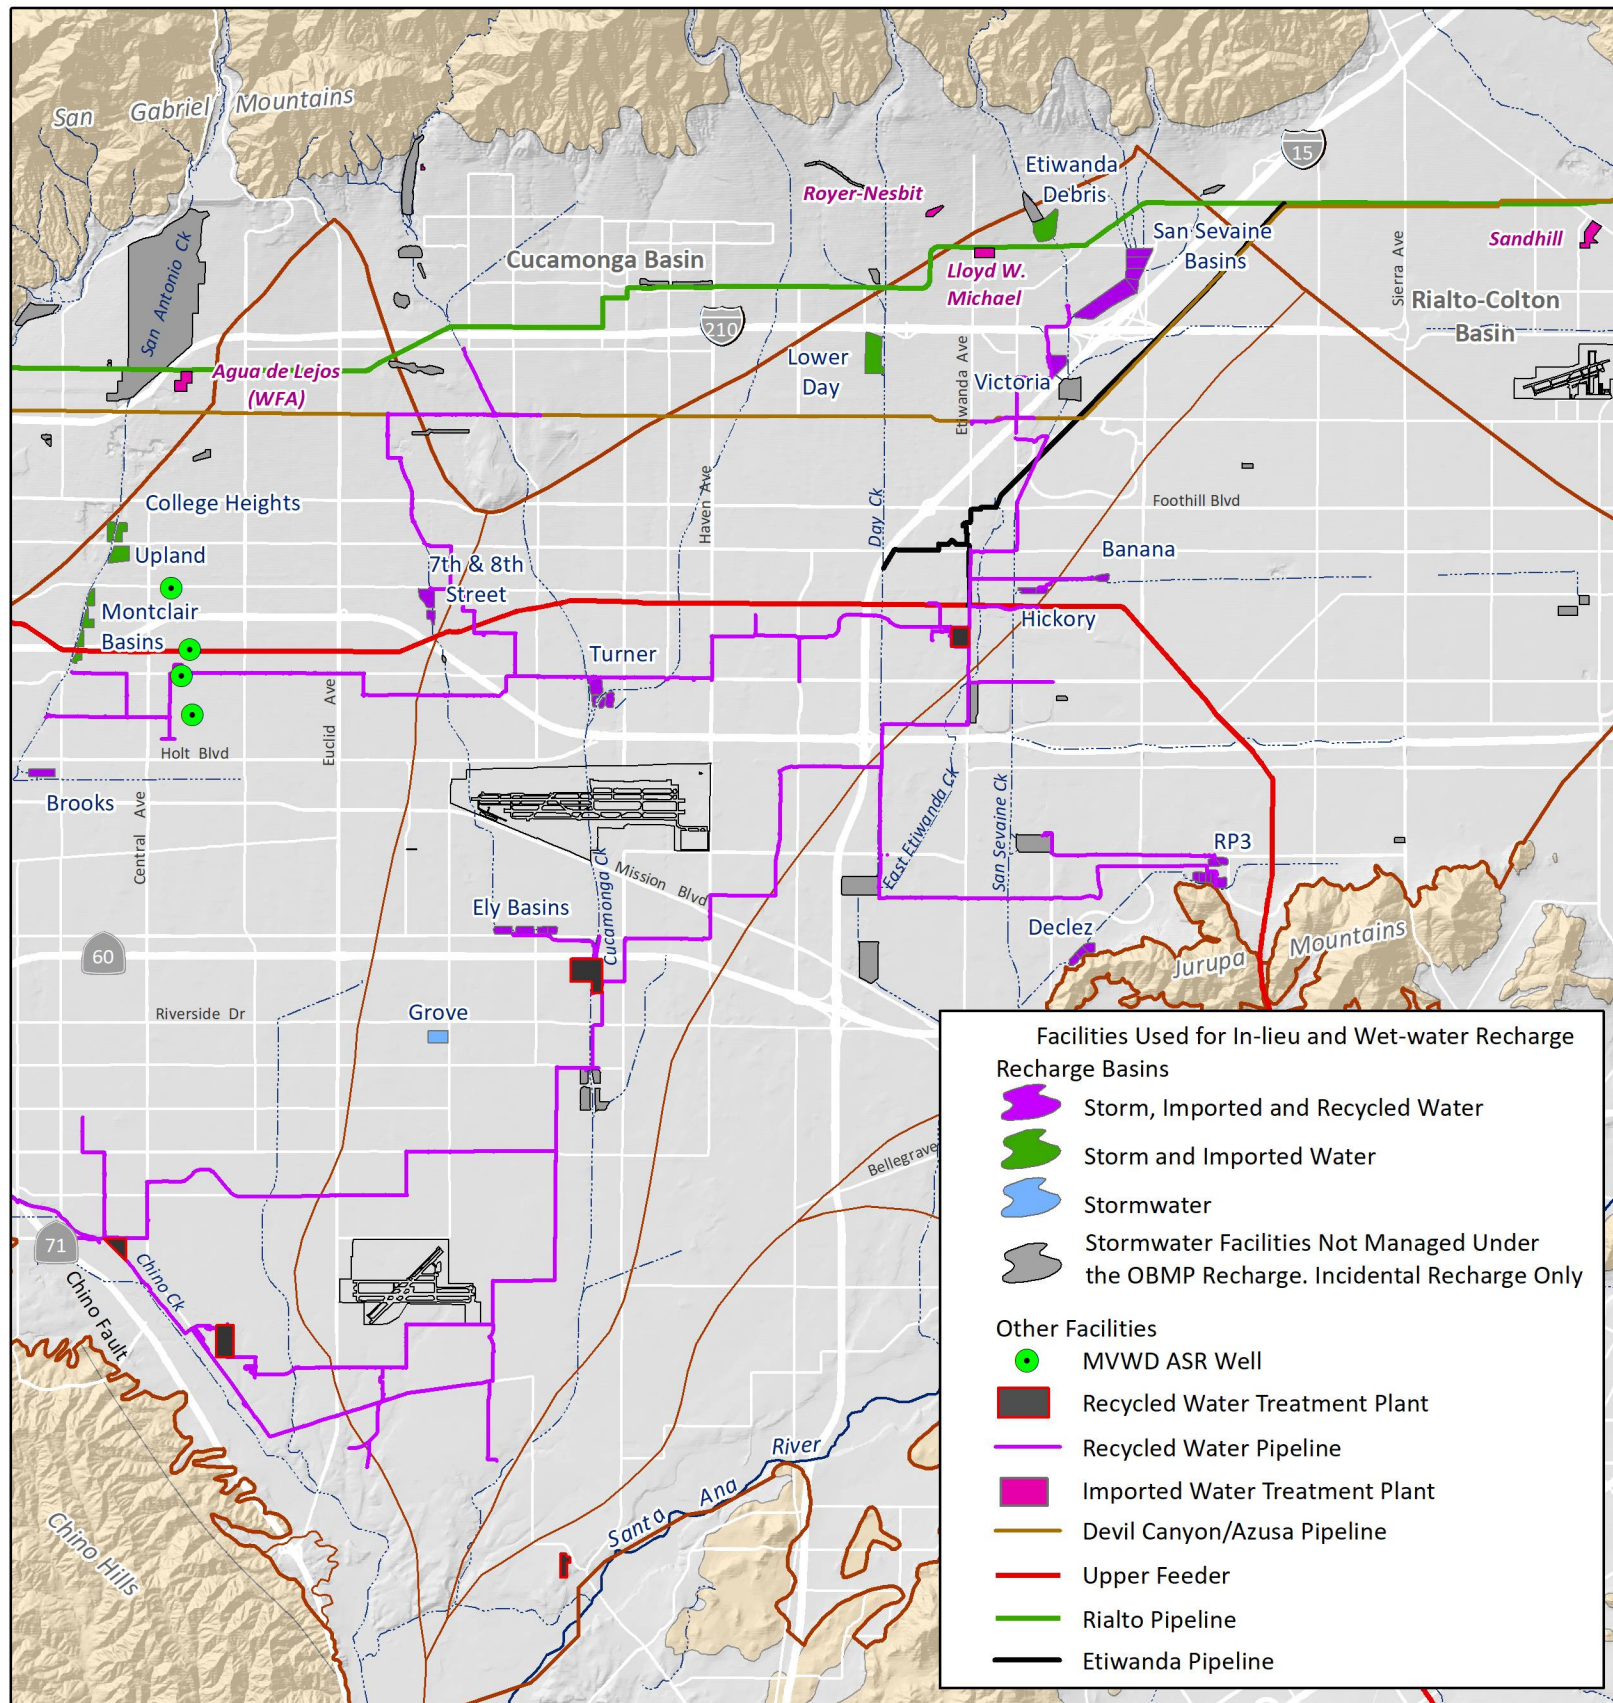 San Gabriel Mountains
15
Etiwanda
Debris
Royer-Nesbit
San Sevaine
Basins
Sandhill
Cucamonga Basin
San Antonio Ck
Lloyd W.
Michael
Sierra Ave
Rialto-Colton
Basin
210
Lower
Day
Etiwanda Ave
Agua de Lejos
(WFA)
Victoria
Haven Ave
Day Ck
Foothill Blvd
College Heights
Upland
Banana
7th & 8th
Street
Montclair
Basins
Hickory
Turner
Euclid Ave
Holt Blvd
Brooks
Central Ave
East Etiwanda Ck
San Sevaine Ck
RP3
Mission Blvd
Cucamonga Ck
Ely Basins
Declez
60
Jurupa Mountains
Riverside Dr
Grove
Bellegrave
71
Chino Ck
Chino Fault
Chino Hills
Santa Ana River
Facilities Used for In-lieu and Wet-water Recharge
Recharge Basins
Storm, Imported and Recycled Water
Storm and Imported Water
Stormwater
Stormwater Facilities Not Managed Under
the OBMP Recharge. Incidental Recharge Only
Other Facilities
MVWD ASR Well
Recycled Water Treatment Plant
Recycled Water Pipeline
Imported Water Treatment Plant
Devil Canyon/Azusa Pipeline
Upper Feeder
Rialto Pipeline
Etiwanda Pipeline